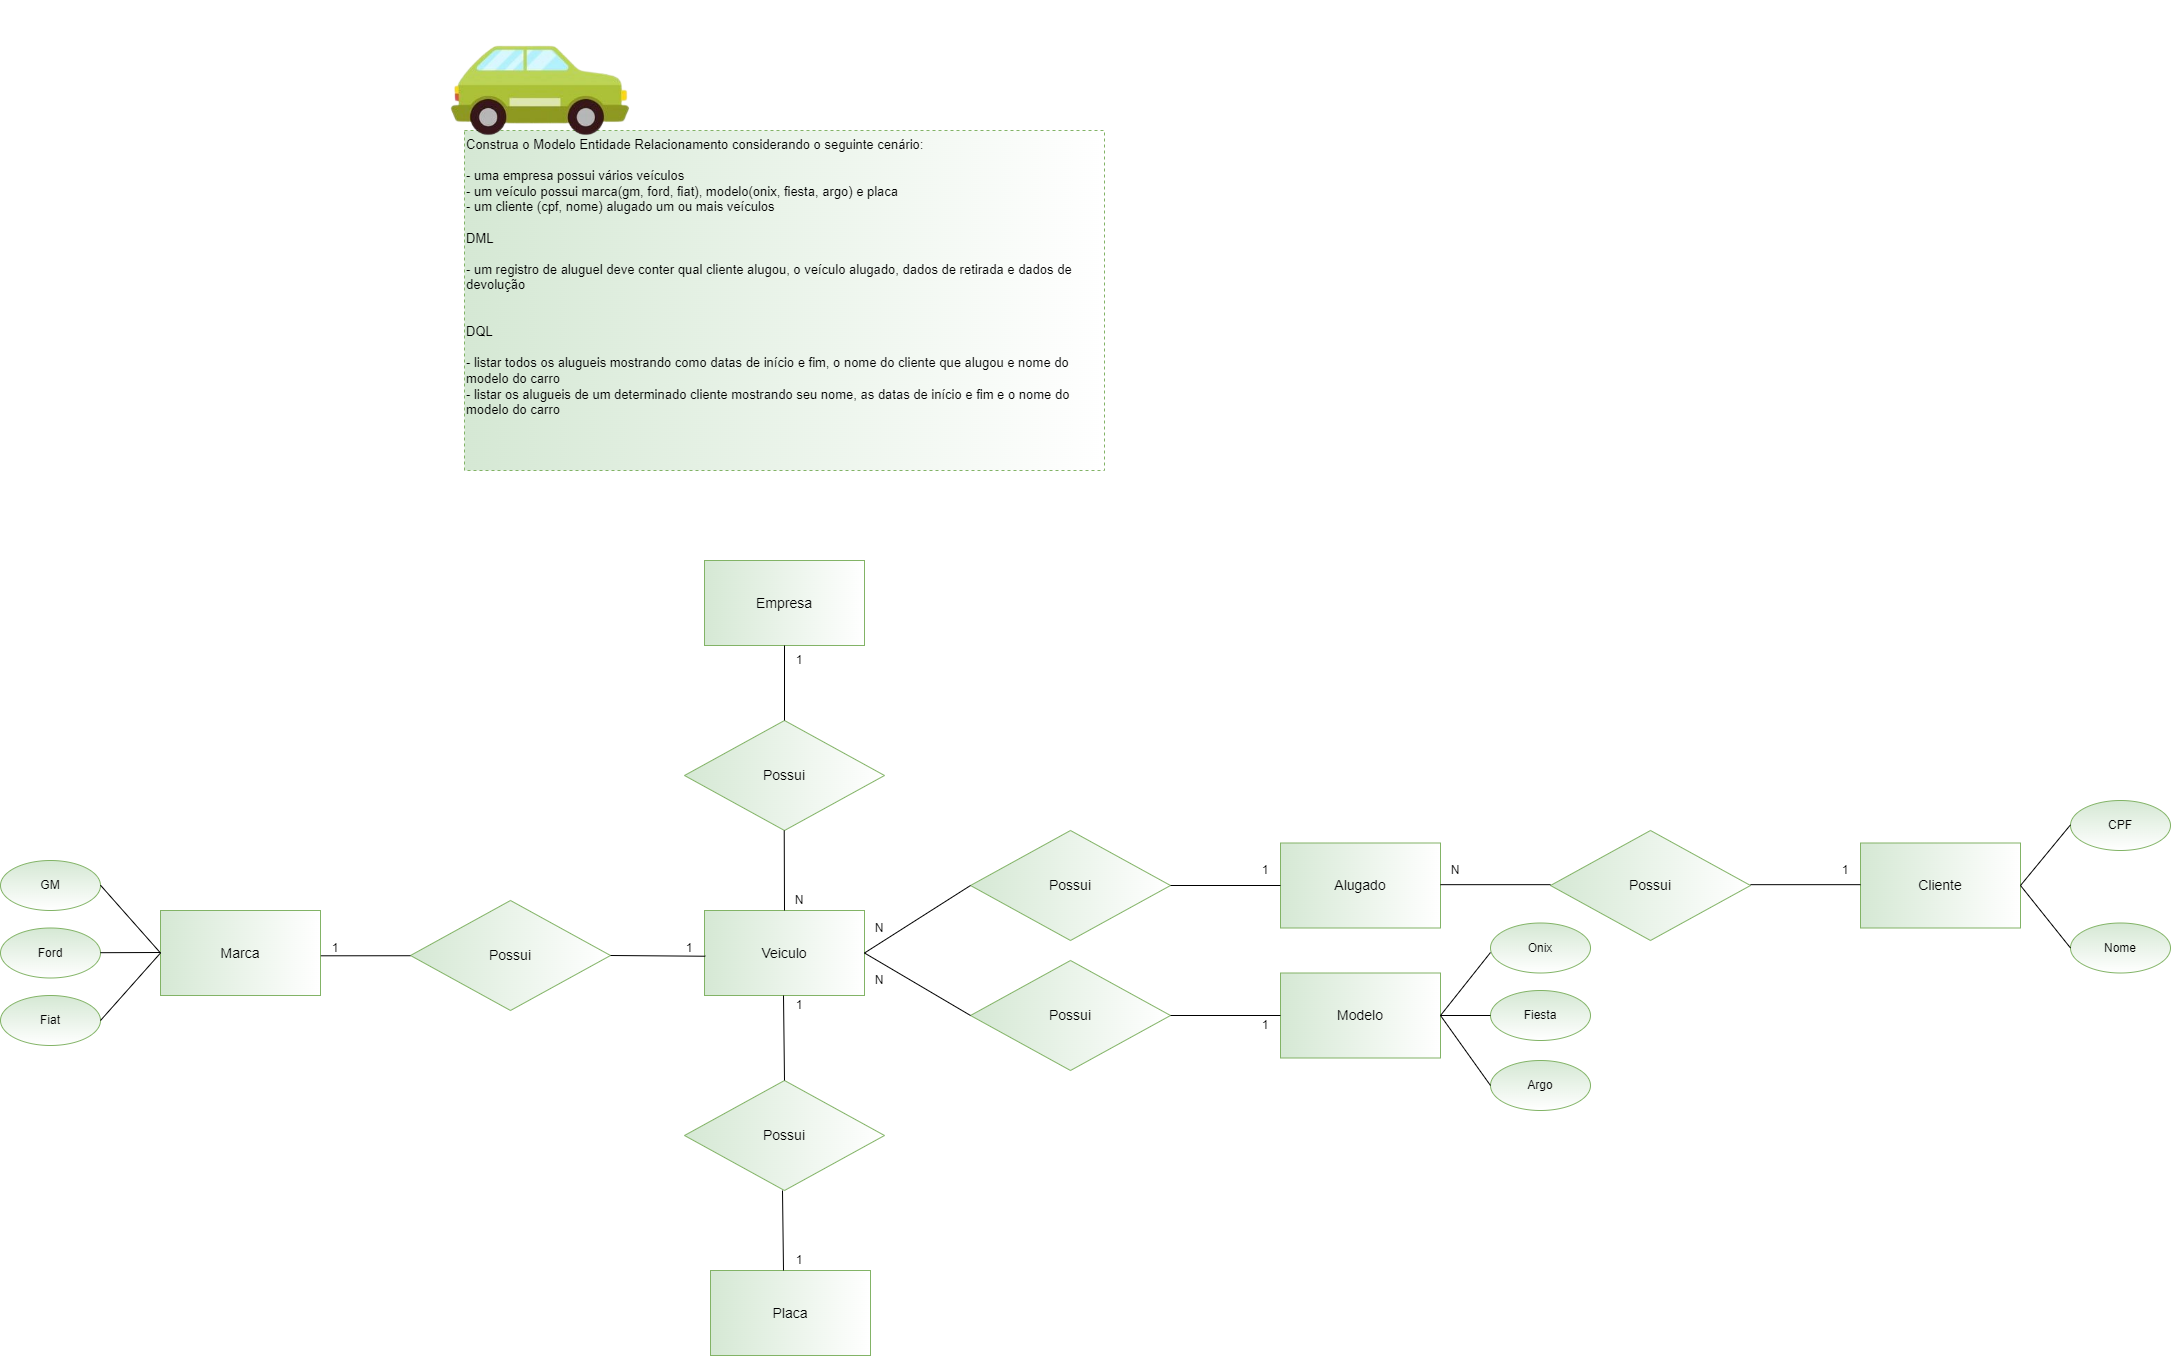 Construa o Modelo Entidade Relacionamento considerando o seguinte cenário:
- uma empresa possui vários veículos
- um veículo possui marca(gm, ford, fiat), modelo(onix, fiesta, argo) e placa
- um cliente (cpf, nome) alugado um ou mais veículos
DML
- um registro de aluguel deve conter qual cliente alugou, o veículo alugado, dados de retirada e dados de
devolução
DQL
- listar todos os alugueis mostrando como datas de início e fim, o nome do cliente que alugou e nome do
modelo do carro
- listar os alugueis de um determinado cliente mostrando seu nome, as datas de início e fim e o nome do
modelo do carro
Empresa
1
Possui
N
GM
Ford
Fiat
Marca
1
Possui
1
Veiculo
N
Possui
1
Alugado
N
Possui
1
Cliente
CPF
Nome
N
Possui
1
Modelo
Onix
Fiesta
Argo
1
Possui
1
Placa